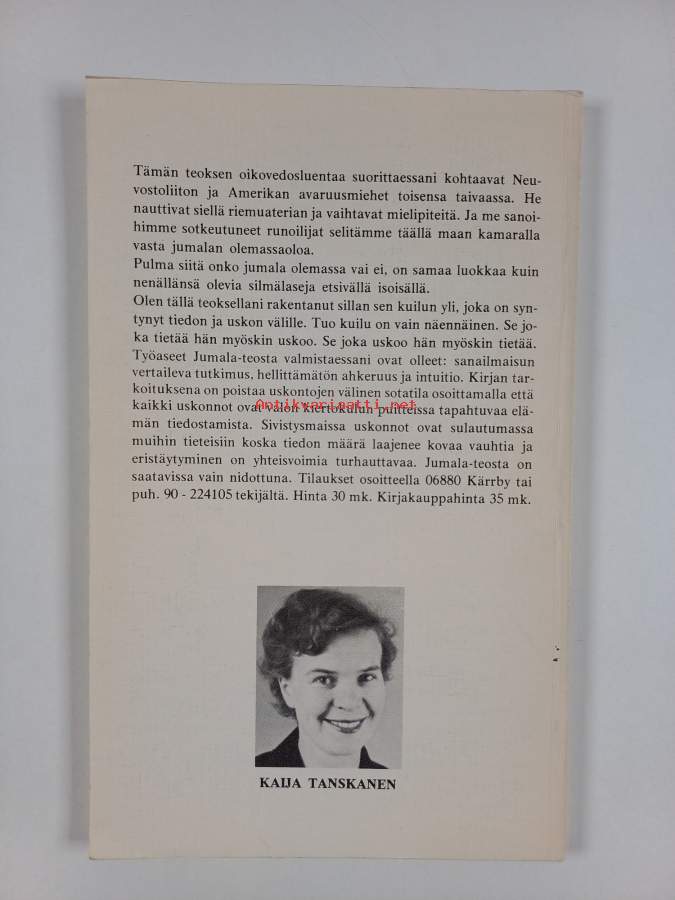 Tämän teoksen oikovedosluentaa suorittaessani kohtaavat Neu-
vostoliiton ja Amerikan avaruusmiehet toisensa taivaassa. He
nauttivat siellä riemuaterian ja vaihtavat mielipiteitä. Ja me sanoi-
himme sotkeutuneet runoilijat selitämme täällä maan kamaralla
vasta jumalan olemassaoloa.
Pulma siitä onko jumala olemassa vai ei, on samaa luokkaa kuin
nenällänsä olevia silmälaseja etsivällä isoisällä.
Olen tällä teoksellani rakentanut sillan sen kuilun yli, joka on syn-
tynyt tiedon ja uskon välille. Tuo kuilu on vain näennäinen. Se jo-
ka tietää hän myöskin uskoo. Se joka uskoo hän myöskin tietää.
Työaseet Jumala-teosta valmistaessani ovat olleet: sanailmaisun
vertaileva tutkimus, hellittämätön ahkeruus ja intuitio. Kirjan tar-
koituksena on poistaa uskontojen välinen sotatila osoittamalla että
kaikki uskonnot ovat valon kiertokulun puitteissa tapahtuvaa elä-
Antikvariaatti.net
män tiedostamista. Sivistysmaissa uskonnot ovat sulautumassa
muihin tieteisiin koska tiedon määrä laajenee kovaa vauhtia ja
eristäytyminen on yhteisvoimia turhauttavaa. Jumala-teosta on
saatavissa vain nidottuna. Tilaukset osoitteella 06880 Kärrby tai
puh. 90 - 224105 tekijältä. Hinta 30 mk. Kirjakauppahinta 35 mk.
KAIJA TANSKANEN